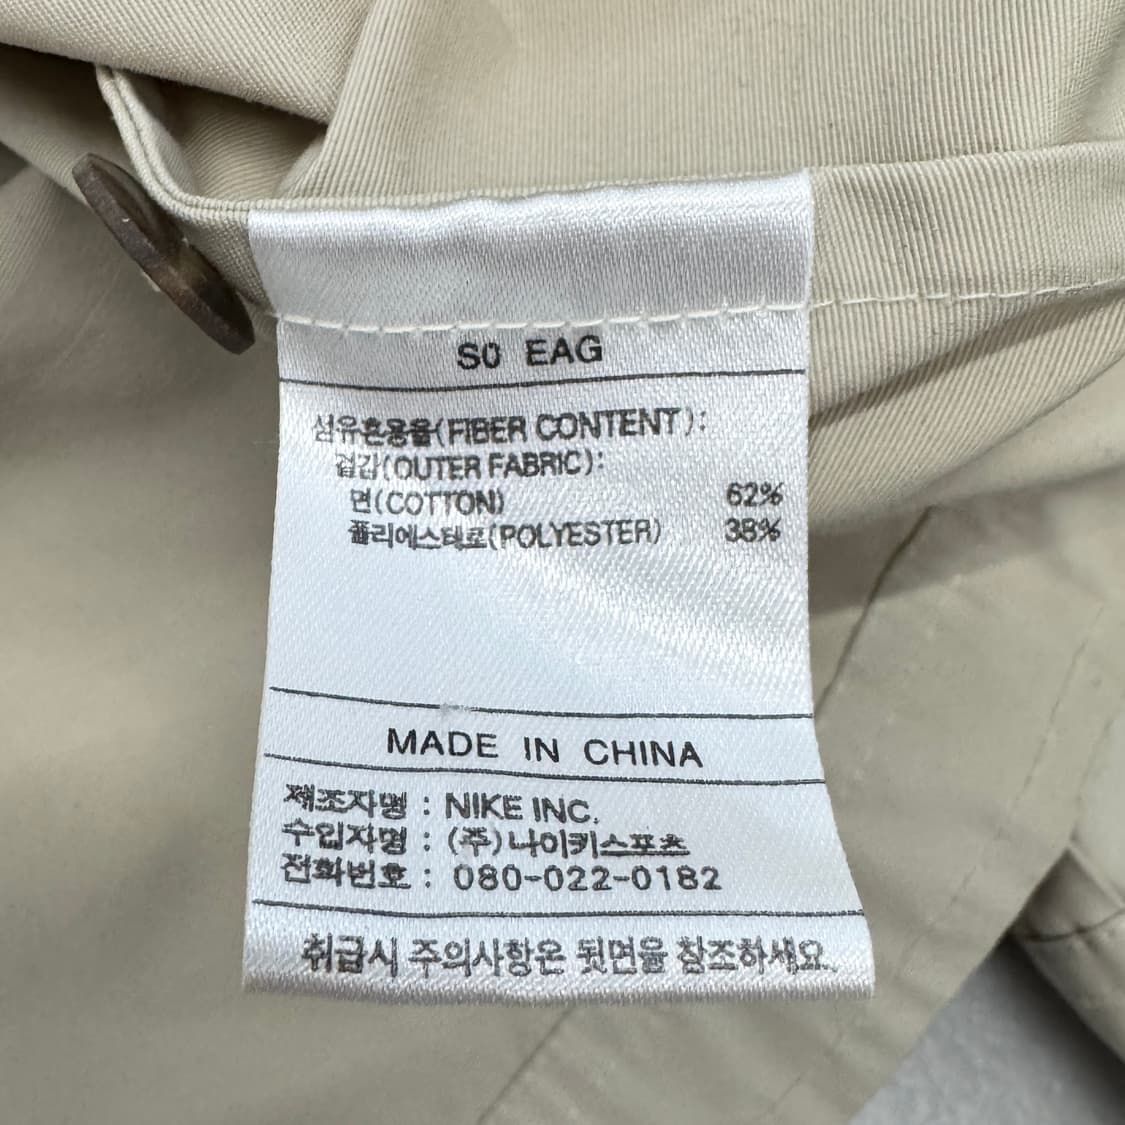 S0 EAG
섬유혼용율(FIBER CONTENT):
겉감(OUTER FABRIC):
면(COTTON) 62%
폴리에스테로(POLYESTER) 38%
MADE IN CHINA
제조자명 : NIKE INC.
수입자명 : (주)나이키스포츠
전화번호 : 080-022-0182
취급시 주의사항은 뒷면을 참조하세요.